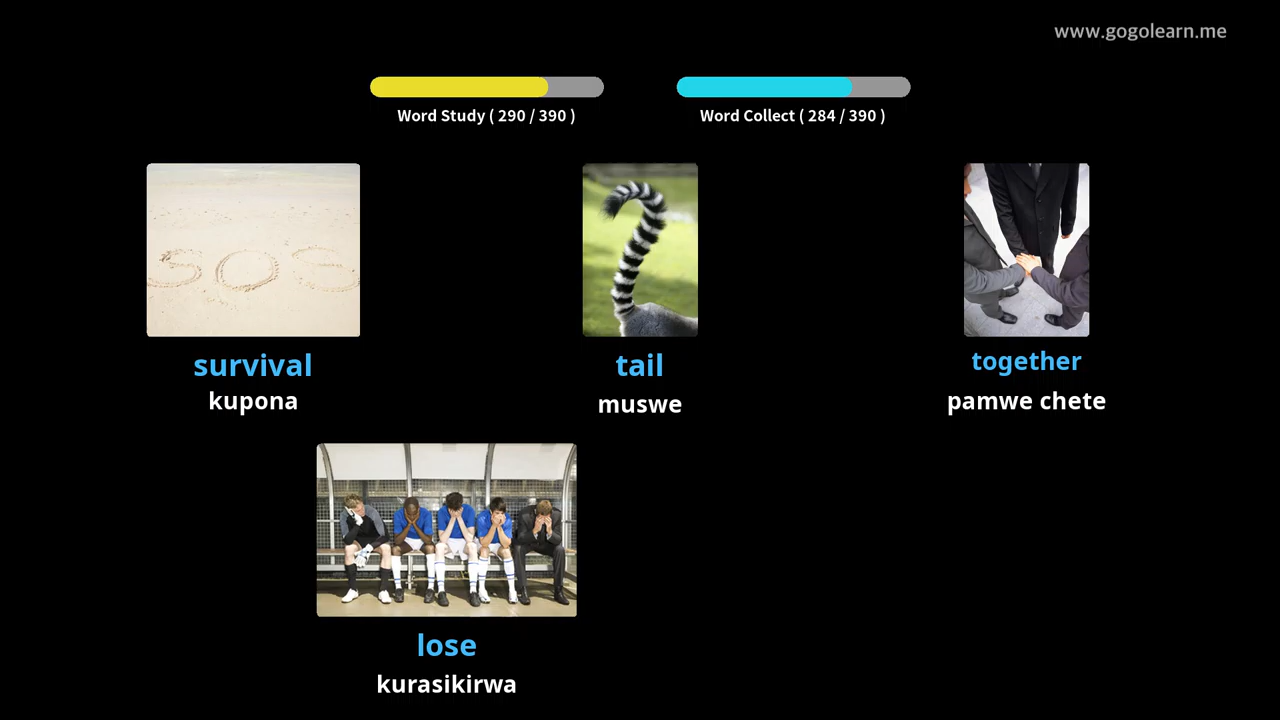 www.gogolearn.me
Word Study ( 290 / 390 )
Word Collect ( 284 / 390 )
SOS
survival
kupona
tail
muswe
together
pamwe chete
lose
kurasikirwa